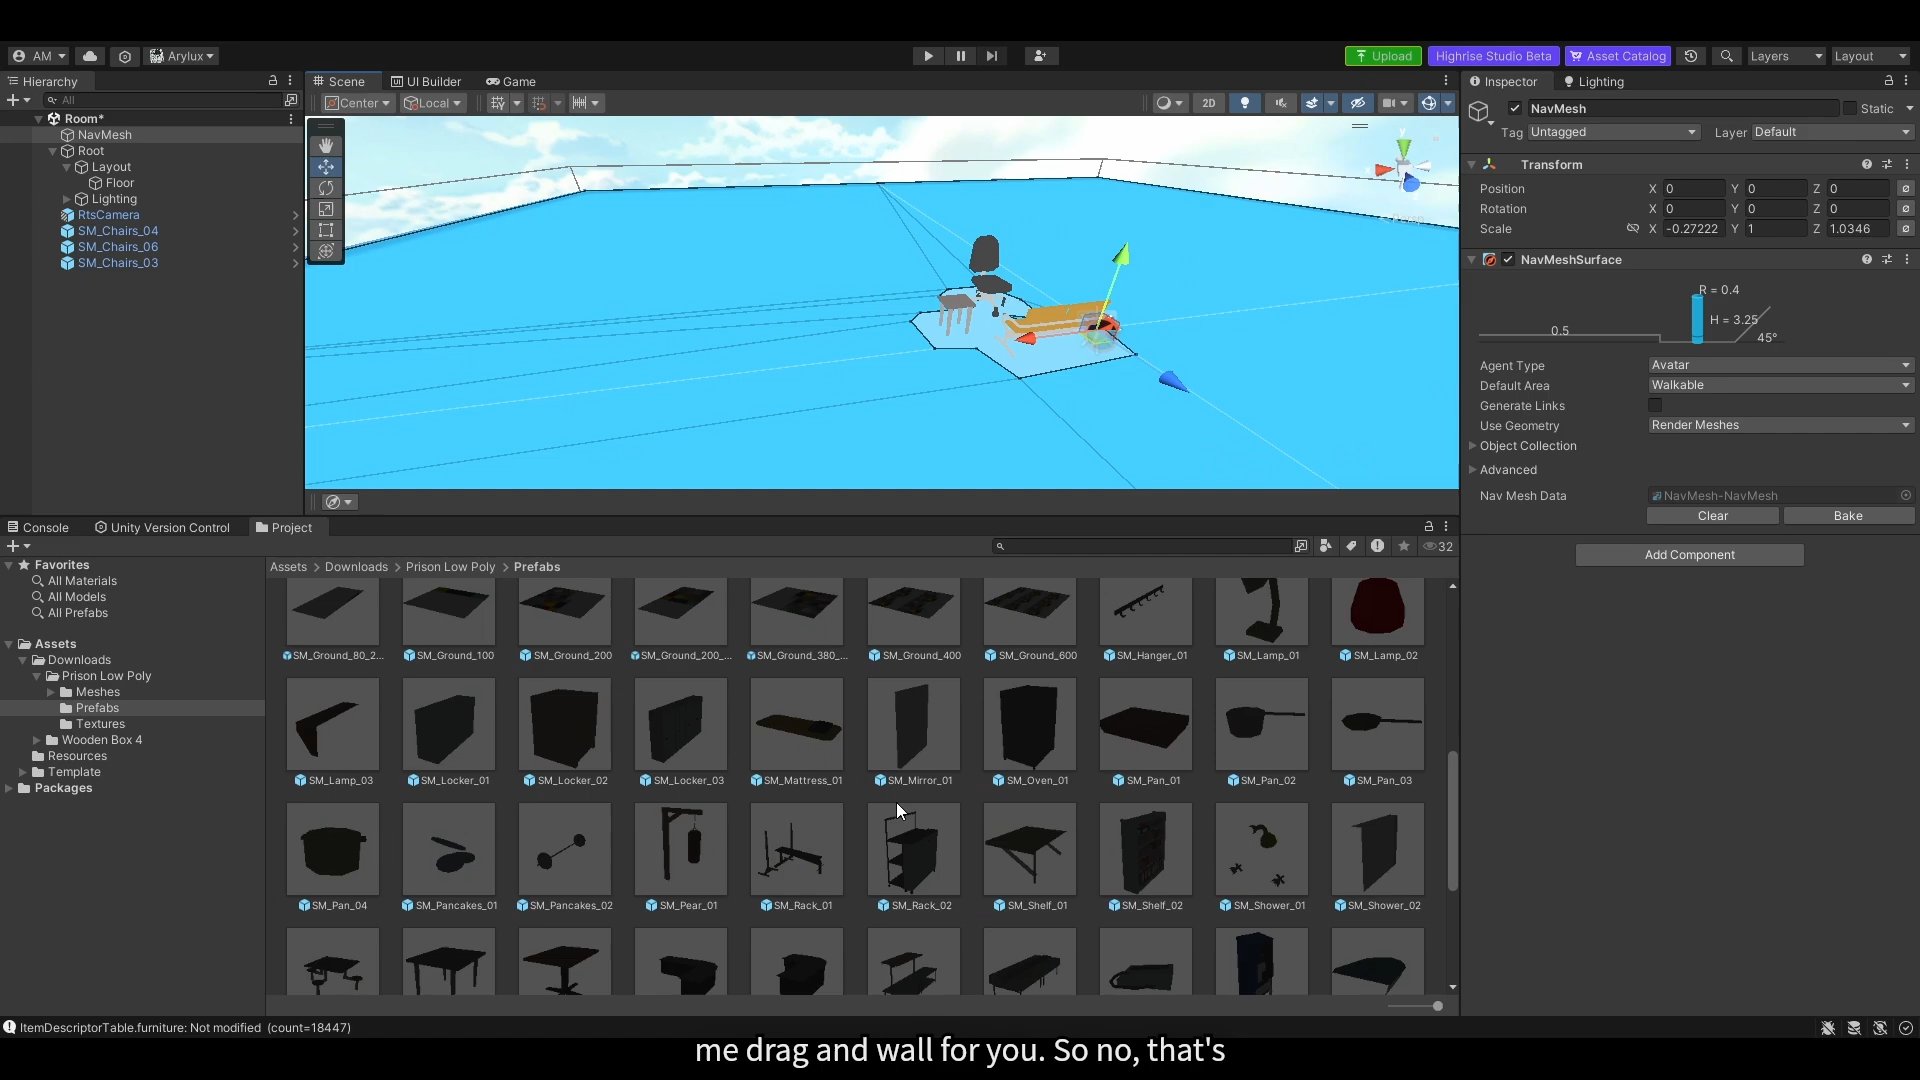 AM
Arylux
Upload
Highrise Studio Beta
Asset Catalog
Layers
Layout
Hierarchy
Scene
UI Builder
Game
Inspector
Lighting
All
Center
Local
2D
NavMesh
Static
Tag Untagged
Layer Default
Room*
NavMesh
Root
Layout
Floor
Lighting
RtsCamera
SM_Chairs_04
SM_Chairs_06
SM_Chairs_03
Transform
Position X 0 Y 0 Z 0
Rotation X 0 Y 0 Z 0
Scale X -0.27222 Y 1 Z 1.0346
NavMeshSurface
R = 0.4
H = 3.25
0.5
45°
Agent Type Avatar
Default Area Walkable
Generate Links
Use Geometry Render Meshes
Object Collection
Advanced
Nav Mesh Data NavMesh-NavMesh
Clear Bake
Add Component
Console
Unity Version Control
Project
32
Favorites
All Materials
All Models
All Prefabs
Assets
Downloads
Prison Low Poly
Meshes
Prefabs
Textures
Wooden Box 4
Resources
Template
Packages
Assets > Downloads > Prison Low Poly > Prefabs
SM_Ground_80_2... SM_Ground_100 SM_Ground_200 SM_Ground_200_... SM_Ground_380_... SM_Ground_400 SM_Ground_600 SM_Hanger_01 SM_Lamp_01 SM_Lamp_02
SM_Lamp_03 SM_Locker_01 SM_Locker_02 SM_Locker_03 SM_Mattress_01 SM_Mirror_01 SM_Oven_01 SM_Pan_01 SM_Pan_02 SM_Pan_03
SM_Pan_04 SM_Pancakes_01 SM_Pancakes_02 SM_Pear_01 SM_Rack_01 SM_Rack_02 SM_Shelf_01 SM_Shelf_02 SM_Shower_01 SM_Shower_02
ItemDescriptorTable.furniture: Not modified (count=18447)
me drag and wall for you. So no, that's